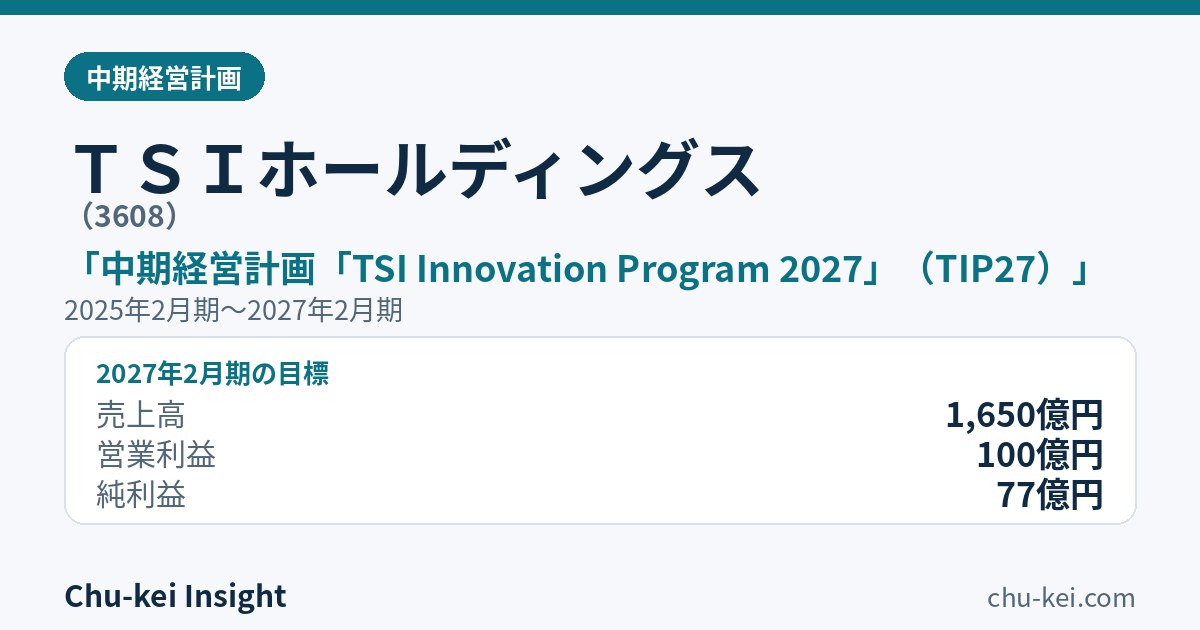 中期経営計画
ＴＳＩホールディングス
（3608）
「中期経営計画「TSI Innovation Program 2027」（TIP27）」
2025年2月期～2027年2月期
2027年2月期の目標
売上高 1,650億円
営業利益 100億円
純利益 77億円
Chu-kei Insight chu-kei.com